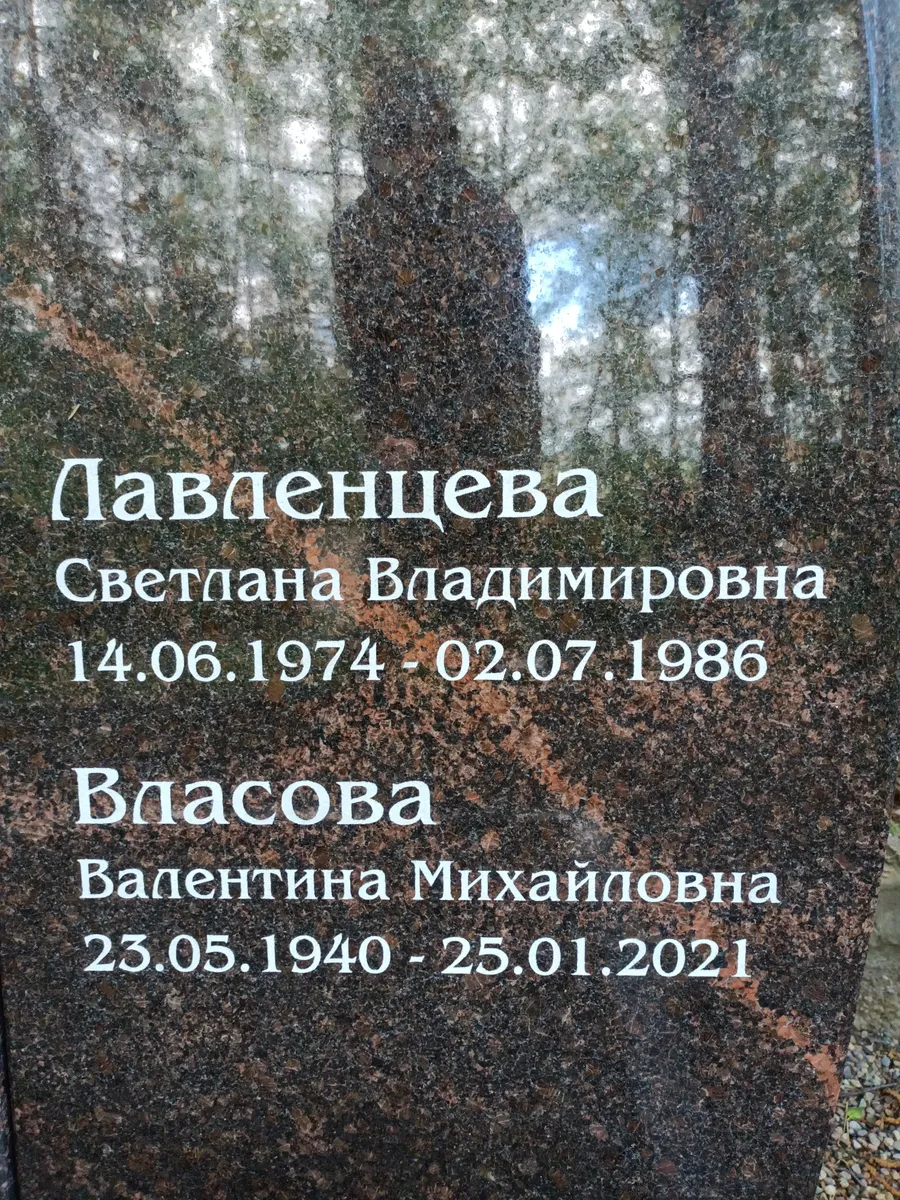 Лавленцева
Светлана Владимировна
14.06.1974 - 02.07.1986
Власова
Валентина Михайловна
23.05.1940 - 25.01.2021